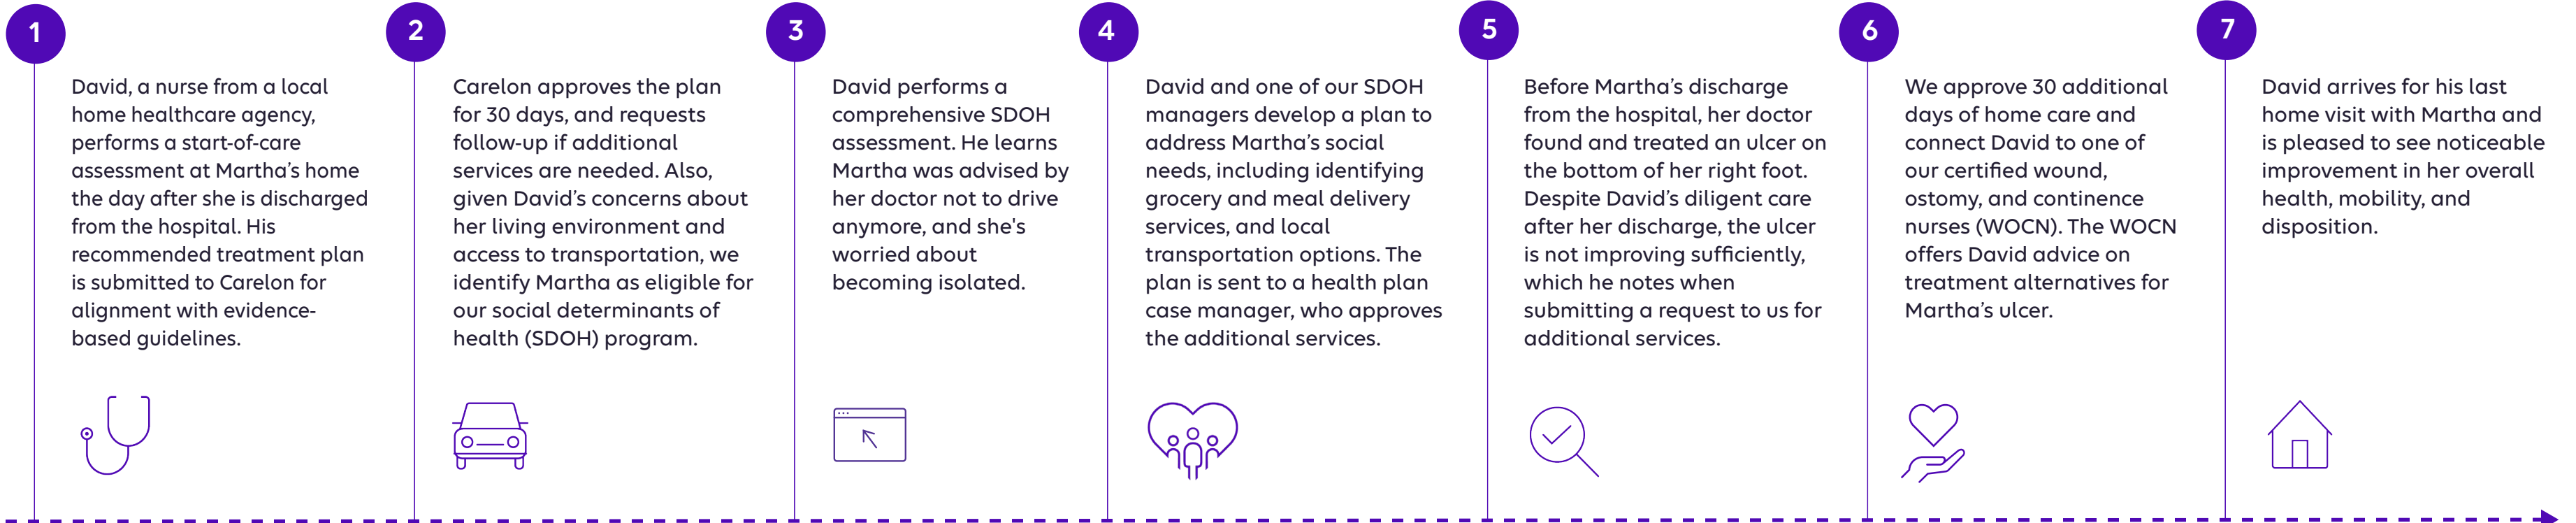 1
David, a nurse from a local
home healthcare agency,
performs a start-of-care
assessment at Martha’s home
the day after she is discharged
from the hospital. His
recommended treatment plan
is submitted to Carelon for
alignment with evidence-
based guidelines.
2
Carelon approves the plan
for 30 days, and requests
follow-up if additional
services are needed. Also,
given David’s concerns about
her living environment and
access to transportation, we
identify Martha as eligible for
our social determinants of
health (SDOH) program.
3
David performs a
comprehensive SDOH
assessment. He learns
Martha was advised by
her doctor not to drive
anymore, and she's
worried about
becoming isolated.
4
David and one of our SDOH
managers develop a plan to
address Martha’s social
needs, including identifying
grocery and meal delivery
services, and local
transportation options. The
plan is sent to a health plan
case manager, who approves
the additional services.
5
Before Martha’s discharge
from the hospital, her doctor
found and treated an ulcer on
the bottom of her right foot.
Despite David’s diligent care
after her discharge, the ulcer
is not improving sufficiently,
which he notes when
submitting a request to us for
additional services.
6
We approve 30 additional
days of home care and
connect David to one of
our certified wound,
ostomy, and continence
nurses (WOCN). The WOCN
offers David advice on
treatment alternatives for
Martha’s ulcer.
7
David arrives for his last
home visit with Martha and
is pleased to see noticeable
improvement in her overall
health, mobility, and
disposition.